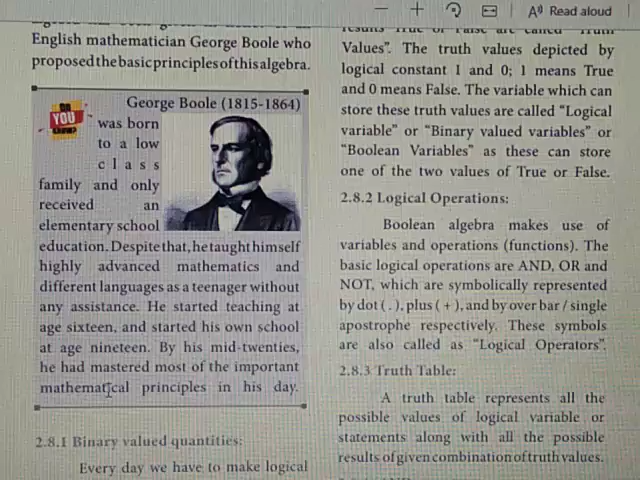 Read aloud
English mathematician George Boole who
proposed the basic principles of this algebra.
DO
YOU
KNOW?
George Boole (1815-1864)
was born
to a low
class
family and only
received an
elementary school
education. Despite that, he taught himself
highly advanced mathematics and
different languages as a teenager without
any assistance. He started teaching at
age sixteen, and started his own school
at age nineteen. By his mid-twenties,
he had mastered most of the important
mathematical principles in his day.
2.8.1 Binary valued quantities:
Every day we have to make logical
results True or False are called "Truth
Values". The truth values depicted by
logical constant 1 and 0; 1 means True
and 0 means False. The variable which can
store these truth values are called "Logical
variable" or "Binary valued variables" or
"Boolean Variables" as these can store
one of the two values of True or False.
2.8.2 Logical Operations:
Boolean algebra makes use of
variables and operations (functions). The
basic logical operations are AND, OR and
NOT, which are symbolically represented
by dot ( . ), plus ( + ), and by over bar / single
apostrophe respectively. These symbols
are also called as "Logical Operators".
2.8.3 Truth Table:
A truth table represents all the
possible values of logical variable or
statements along with all the possible
results of given combination of truth values.